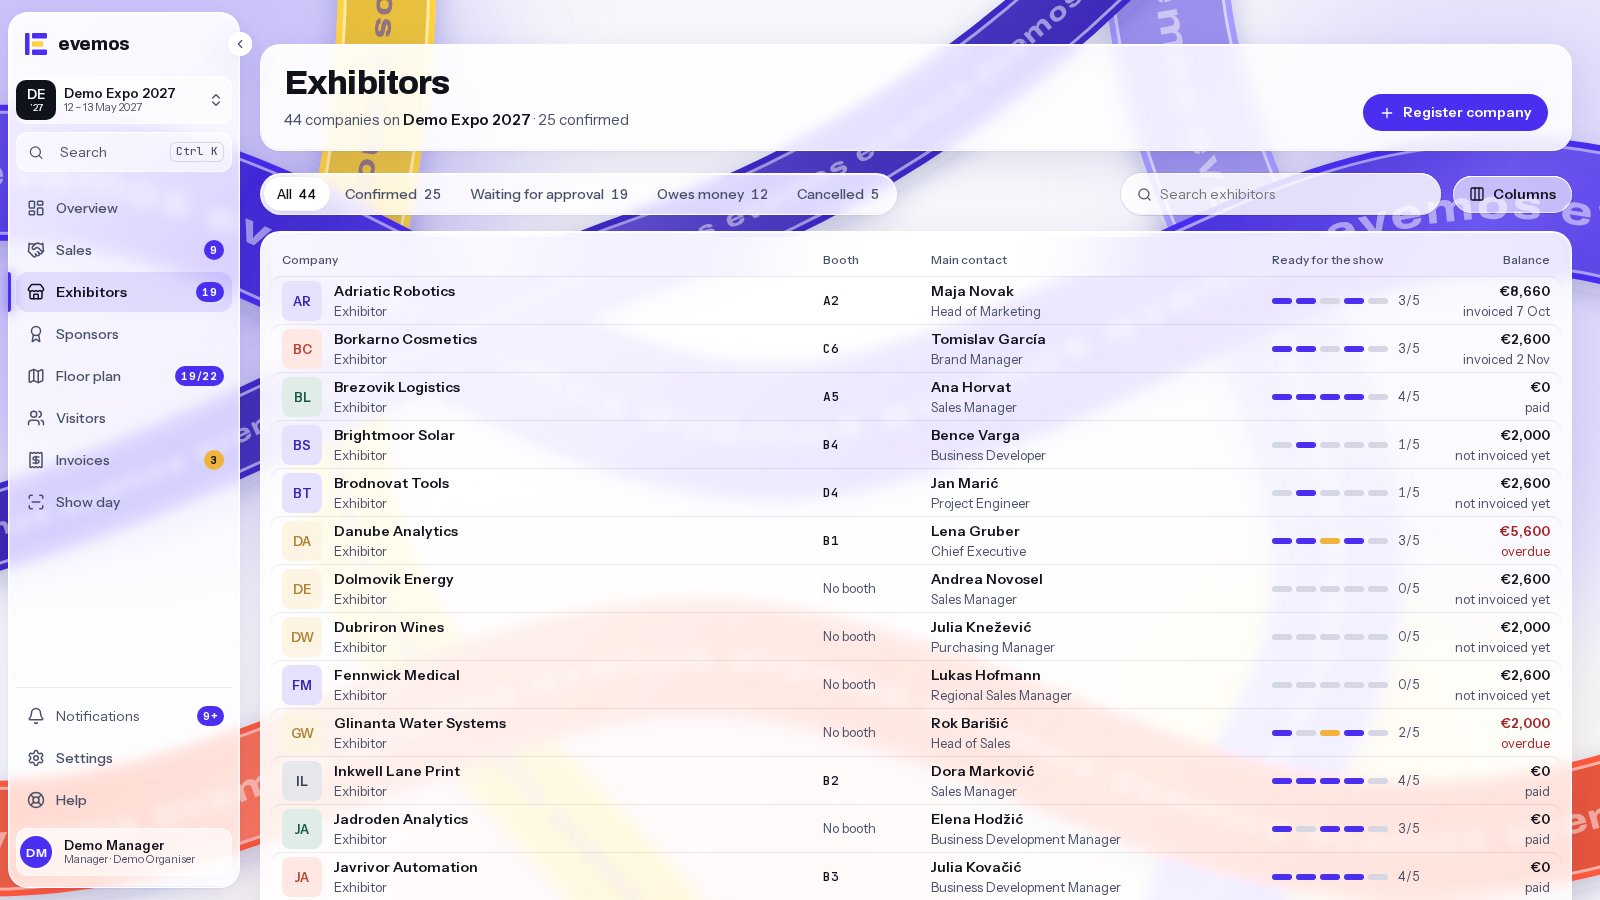 evemos
DE
'27
Demo Expo 2027
12 – 13 May 2027
Search
Ctrl K
Overview
Sales
9
Exhibitors
19
Sponsors
Floor plan
19/22
Visitors
Invoices
3
Show day
Notifications
9+
Settings
Help
DM
Demo Manager
Manager · Demo Organiser
Exhibitors
44 companies on Demo Expo 2027 · 25 confirmed
Register company
All 44
Confirmed 25
Waiting for approval 19
Owes money 12
Cancelled 5
Search exhibitors
Columns
Company Booth Main contact Ready for the show Balance
AR Adriatic Robotics A2 Maja Novak 3/5 €8,660
Exhibitor Head of Marketing invoiced 7 Oct
BC Borkarno Cosmetics C6 Tomislav García 3/5 €2,600
Exhibitor Brand Manager invoiced 2 Nov
BL Brezovik Logistics A5 Ana Horvat 4/5 €0
Exhibitor Sales Manager paid
BS Brightmoor Solar B4 Bence Varga 1/5 €2,000
Exhibitor Business Developer not invoiced yet
BT Brodnovat Tools D4 Jan Marić 1/5 €2,600
Exhibitor Project Engineer not invoiced yet
DA Danube Analytics B1 Lena Gruber 3/5 €5,600
Exhibitor Chief Executive overdue
DE Dolmovik Energy No booth Andrea Novosel 0/5 €2,600
Exhibitor Sales Manager not invoiced yet
DW Dubriron Wines No booth Julia Knežević 0/5 €2,000
Exhibitor Purchasing Manager not invoiced yet
FM Fennwick Medical No booth Lukas Hofmann 0/5 €2,600
Exhibitor Regional Sales Manager not invoiced yet
GW Glinanta Water Systems No booth Rok Barišić 2/5 €2,000
Exhibitor Head of Sales overdue
IL Inkwell Lane Print B2 Dora Marković 4/5 €0
Exhibitor Sales Manager paid
JA Jadroden Analytics No booth Elena Hodžić 3/5 €0
Exhibitor Business Development Manager paid
JA Javrivor Automation B3 Julia Kovačić 4/5 €0
Exhibitor Business Development Manager paid